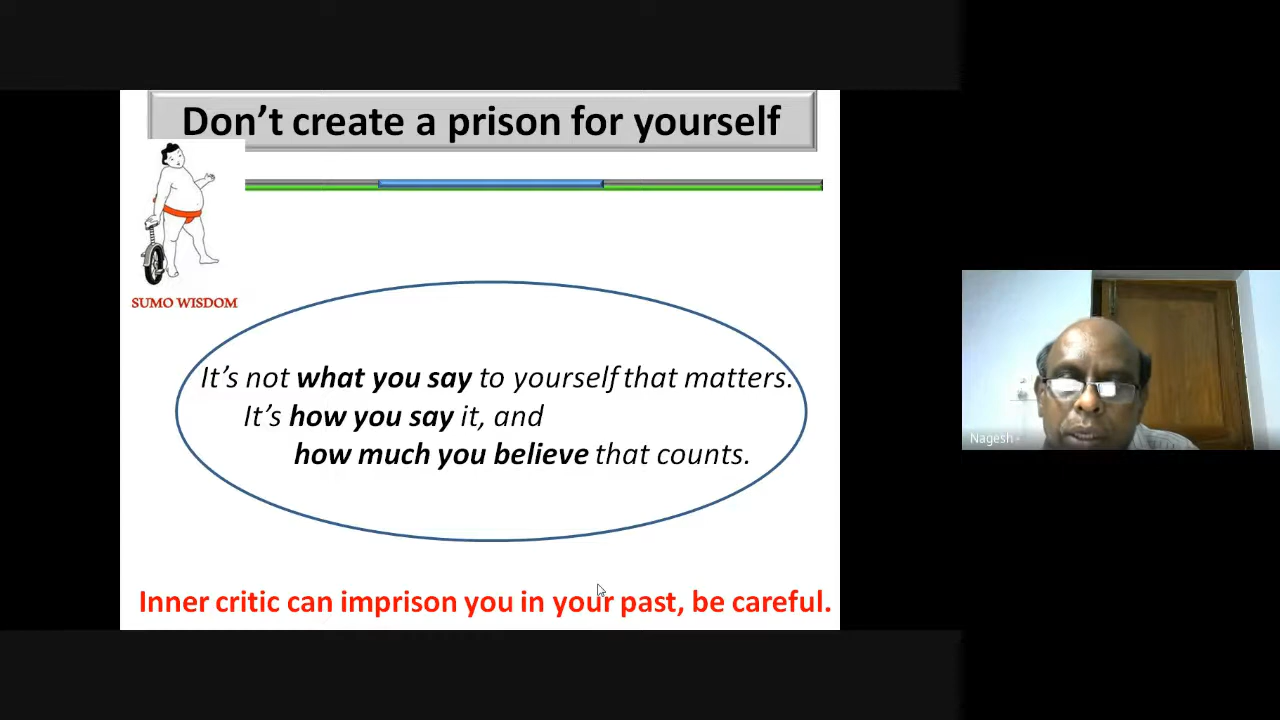 Don't create a prison for yourself
SUMO WISDOM
It's not what you say to yourself that matters.
It's how you say it, and
how much you believe that counts.
Inner critic can imprison you in your past, be careful.
Nagesh